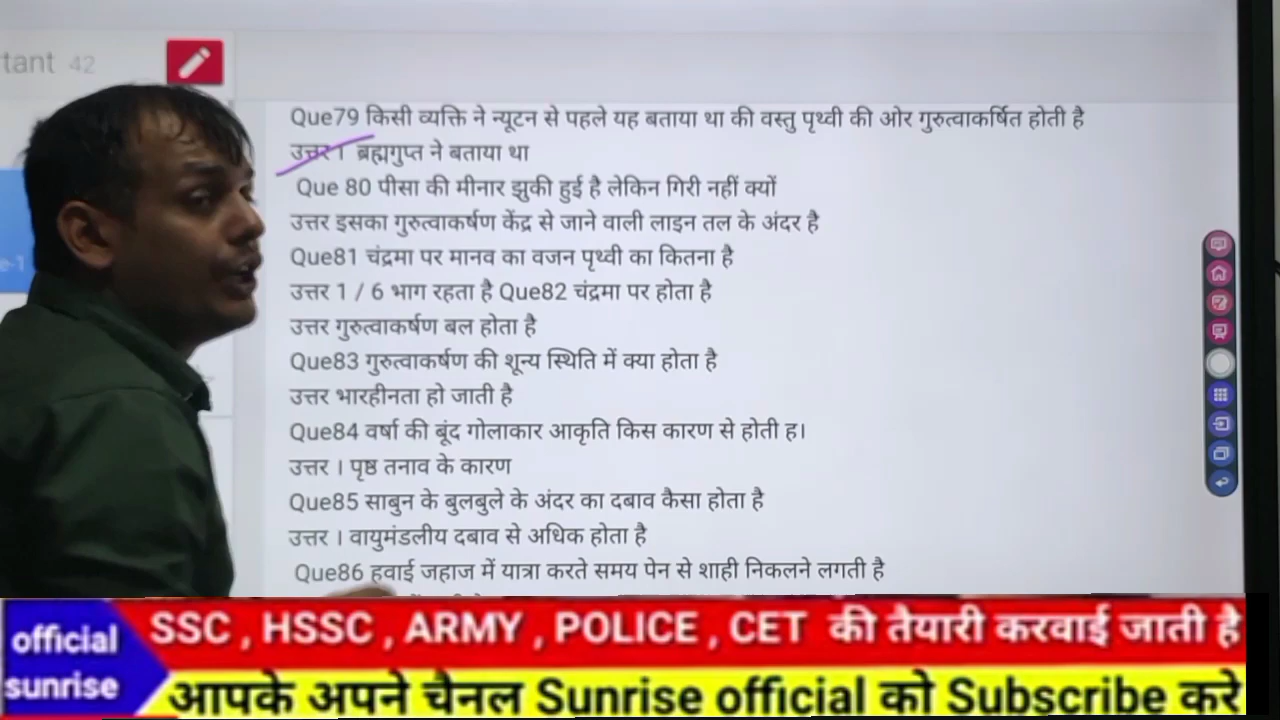 tant 42
Que79 किसी व्यक्ति ने न्यूटन से पहले यह बताया था की वस्तु पृथ्वी की ओर गुरुत्वाकर्षित होती है
उत्तर । ब्रह्मगुप्त ने बताया था
Que 80 पीसा की मीनार झुकी हुई है लेकिन गिरी नहीं क्यों
उत्तर इसका गुरुत्वाकर्षण केंद्र से जाने वाली लाइन तल के अंदर है
Que81 चंद्रमा पर मानव का वजन पृथ्वी का कितना है
उत्तर 1 / 6 भाग रहता है Que82 चंद्रमा पर होता है
उत्तर गुरुत्वाकर्षण बल होता है
Que83 गुरुत्वाकर्षण की शून्य स्थिति में क्या होता है
उत्तर भारहीनता हो जाती है
Que84 वर्षा की बूंद गोलाकार आकृति किस कारण से होती ह।
उत्तर । पृष्ठ तनाव के कारण
Que85 साबुन के बुलबुले के अंदर का दबाव कैसा होता है
उत्तर । वायुमंडलीय दबाव से अधिक होता है
Que86 हवाई जहाज में यात्रा करते समय पेन से शाही निकलने लगती है
e-1
official
sunrise
SSC , HSSC , ARMY , POLICE , CET की तैयारी करवाई जाती है
आपके अपने चैनल Sunrise official को Subscribe करे